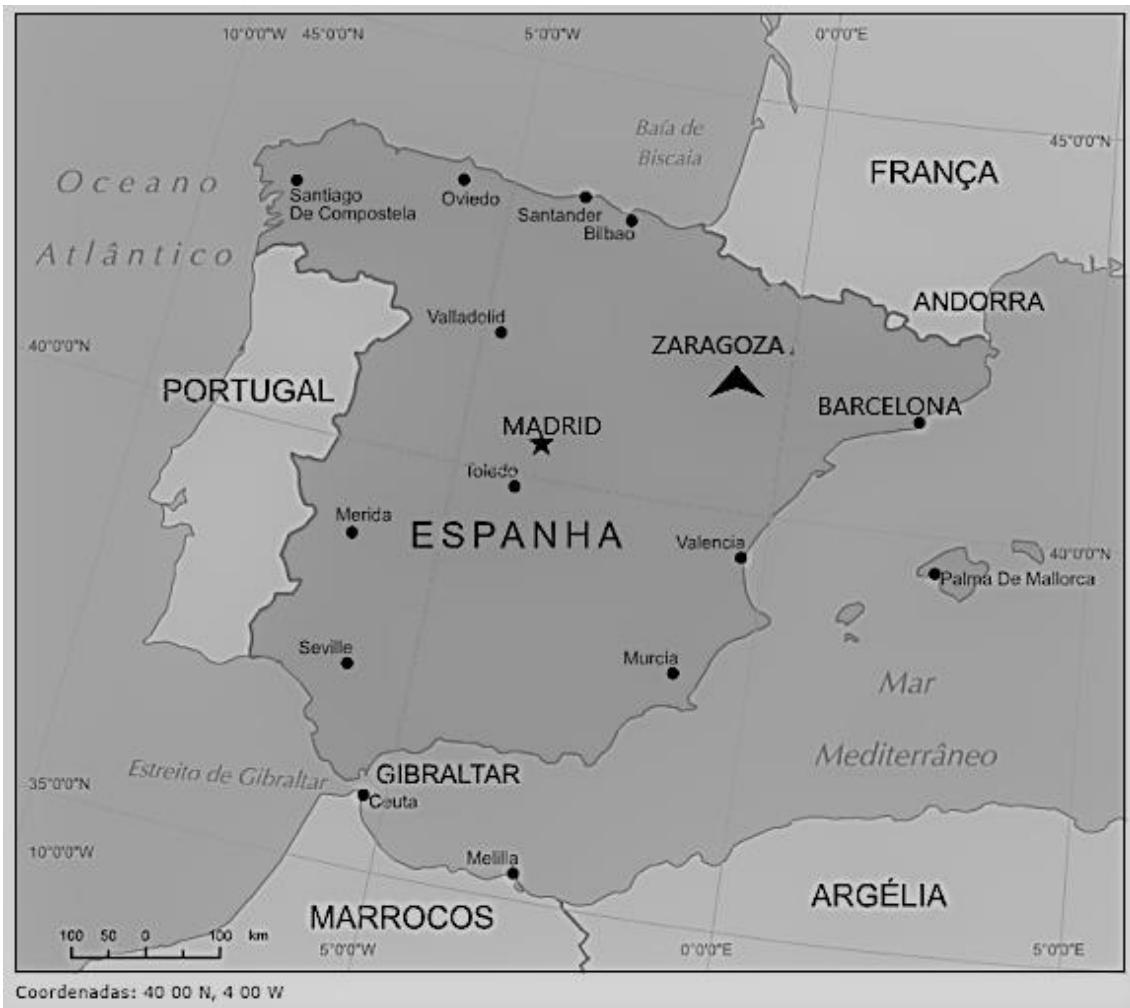 10°0'0"W 45°0'0"N 5°0'0"W 0°0'0"E
Baía de
Biscaia
45°0'0"N
Oceano
Atlântico
FRANÇA
Santiago
De Compostela
Oviedo
Santander
Bilbao
ANDORRA
Valladolid
40°0'0"N
ZARAGOZA
PORTUGAL
BARCELONA
MADRID
Toledo
Merida
ESPANHA
Valencia
40°0'0"N
Palma De Mallorca
Seville
Murcia
Mar
Mediterrâneo
Estreito de Gibraltar
GIBRALTAR
35°0'0"N
Ceuta
10°0'0"W
Melilla
ARGÉLIA
MARROCOS
100 50 0 100 km
5°0'0"W 0°0'0"E 5°0'0"E
Coordenadas: 40 00 N, 4 00 W